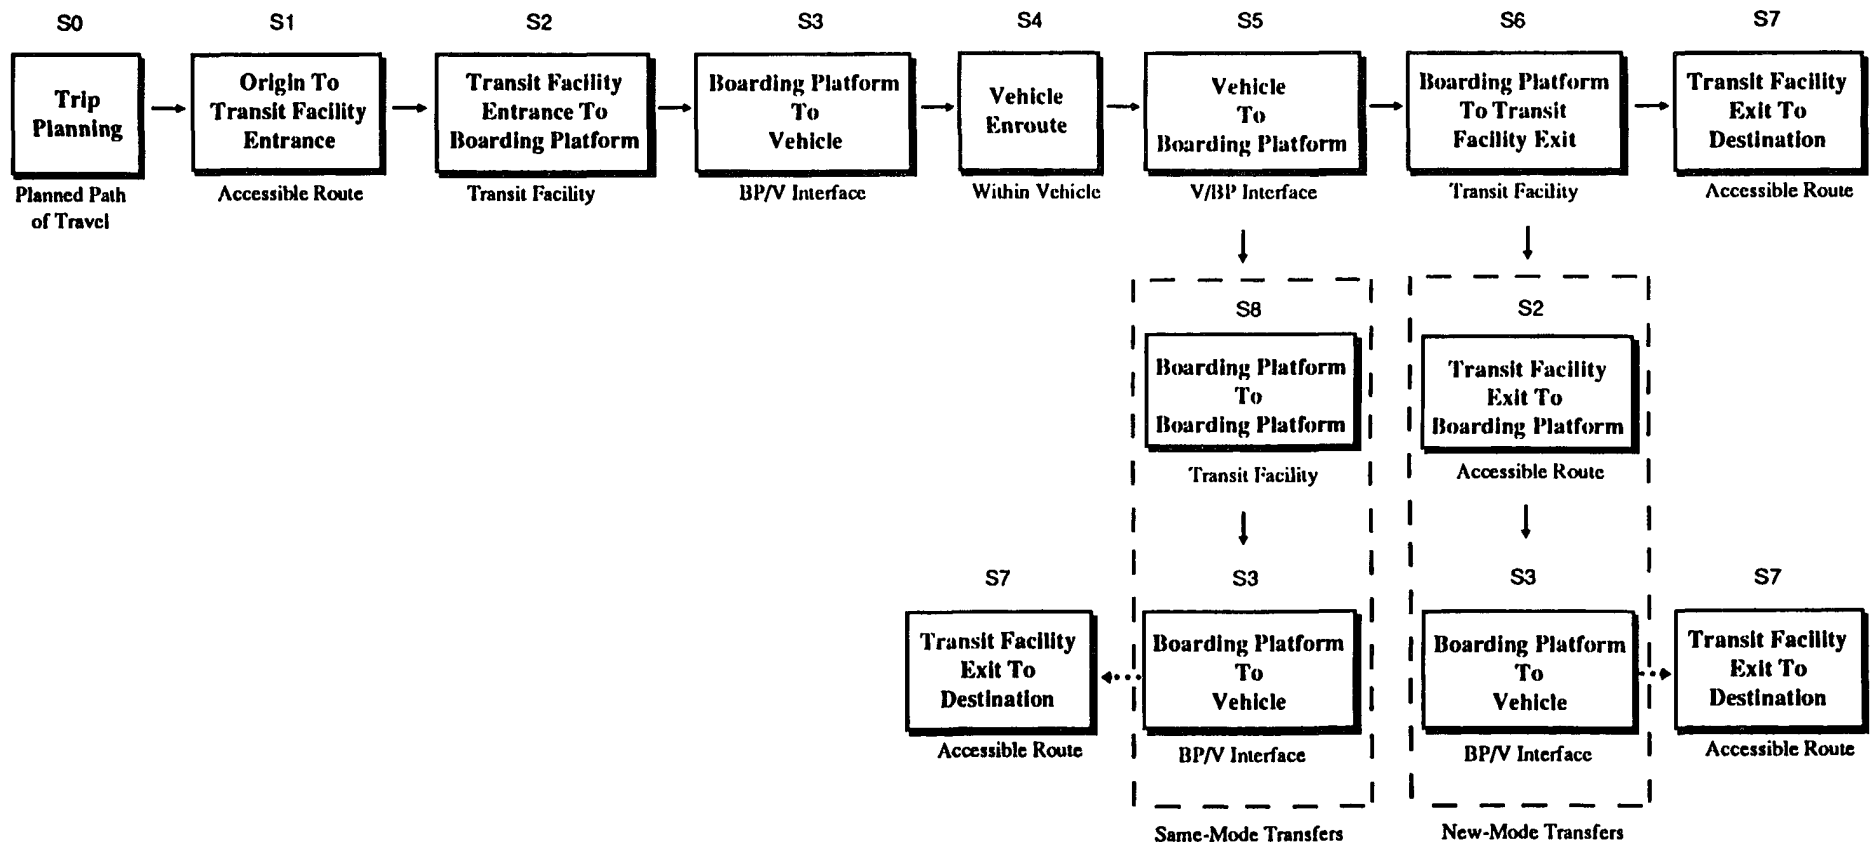 S0
S1
S2
S3
S4
S5
S6
S7
Trip
Planning
Planned Path
of Travel
Origin To
Transit Facility
Entrance
Accessible Route
Transit Facility
Entrance To
Boarding Platform
Transit Facility
Boarding Platform
To
Vehicle
BP/V Interface
Vehicle
Enroute
Within Vehicle
Vehicle
To
Boarding Platform
V/BP Interface
Boarding Platform
To Transit
Facility Exit
Transit Facility
Transit Facility
Exit To
Destination
Accessible Route
S8
Boarding Platform
To
Boarding Platform
Transit Facility
S2
Transit Facility
Exit To
Boarding Platform
Accessible Route
S7
Transit Facility
Exit To
Destination
Accessible Route
S3
Boarding Platform
To
Vehicle
BP/V Interface
Same-Mode Transfers
S3
Boarding Platform
To
Vehicle
BP/V Interface
New-Mode Transfers
S7
Transit Facility
Exit To
Destination
Accessible Route